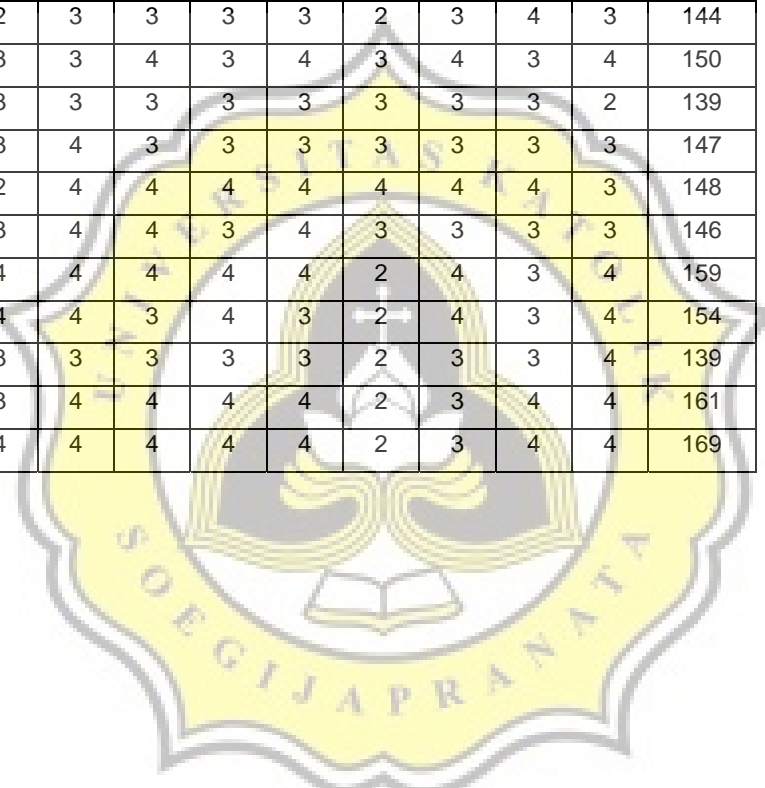 2 3 3 3 3 2 3 4 3 144
3 3 4 3 4 3 4 3 4 150
3 3 3 3 3 3 3 3 2 139
3 4 3 3 3 3 3 3 3 147
2 4 4 4 4 4 4 4 3 148
3 4 4 3 4 3 3 3 3 146
4 4 4 4 4 2 4 3 4 159
4 4 3 4 3 2 4 3 4 154
3 3 3 3 3 2 3 3 4 139
3 4 4 4 4 2 3 4 4 161
4 4 4 4 4 2 3 4 4 169
UNIVERSITAS KATOLIK
SOEGIJAPRANATA